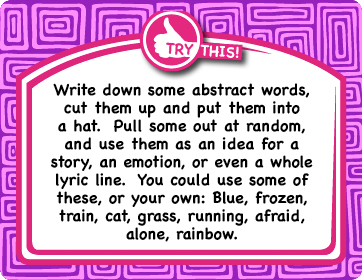 TRY THIS!
Write down some abstract words,
cut them up and put them into
a hat.  Pull some out at random,
and use them as an idea for a
story, an emotion, or even a whole
lyric line.  You could use some of
these, or your own: Blue, frozen,
train, cat, grass, running, afraid,
alone, rainbow.